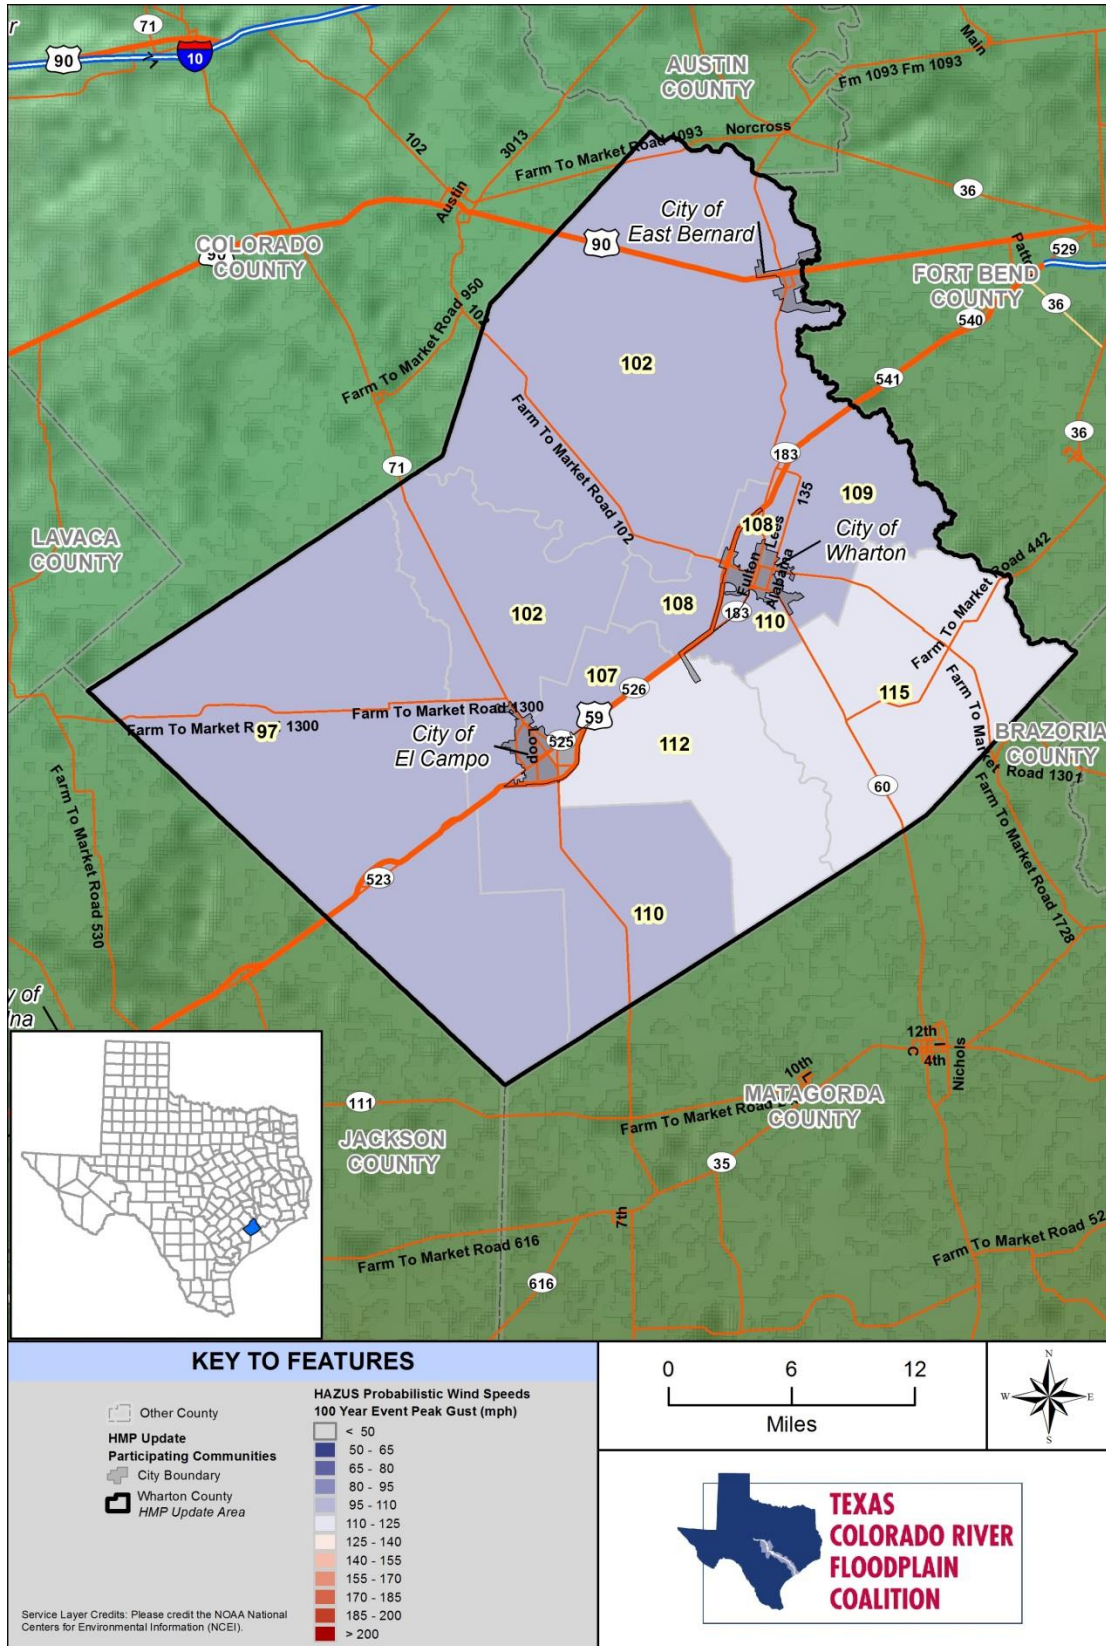 71
90
10
AUSTIN
COUNTY
Main
Fm 1093 Fm 1093
102
3013
Norcross
Farm To Market Road 1093
36
Austin
City of
East Bernard
90
COLORADO
COUNTY
90
529
FORT BEND
COUNTY
36
540
Farm To Market Road 950
102
541
Farm To Market Road 102
36
71
183
135
109
LAVACA
COUNTY
108
Lees
City of
Wharton
Fulton
Alabama
Farm To Market Road 442
102
108
183
110
107
526
115
Farm To Market Road 1300
Farm To Market Road 1300
97
59
525
Loop
City of
El Campo
112
BRAZORIA
COUNTY
Farm To Market Road 1301
60
Farm To Market Road 530
523
110
Farm To Market Road 1728
y of
na
12th
C
I
4th
Nichols
10th
L
MATAGORDA
COUNTY
111
Farm To Market Road
JACKSON
COUNTY
35
7th
Farm To Market Road 616
616
Farm To Market Road 52
KEY TO FEATURES
Other County
HMP Update
Participating Communities
City Boundary
Wharton County
HMP Update Area
HAZUS Probabilistic Wind Speeds
100 Year Event Peak Gust (mph)
< 50
50 - 65
65 - 80
80 - 95
95 - 110
110 - 125
125 - 140
140 - 155
155 - 170
170 - 185
185 - 200
> 200
Service Layer Credits: Please credit the NOAA National
Centers for Environmental Information (NCEI).
0 6 12
Miles
N
W E
S
TEXAS
COLORADO RIVER
FLOODPLAIN
COALITION